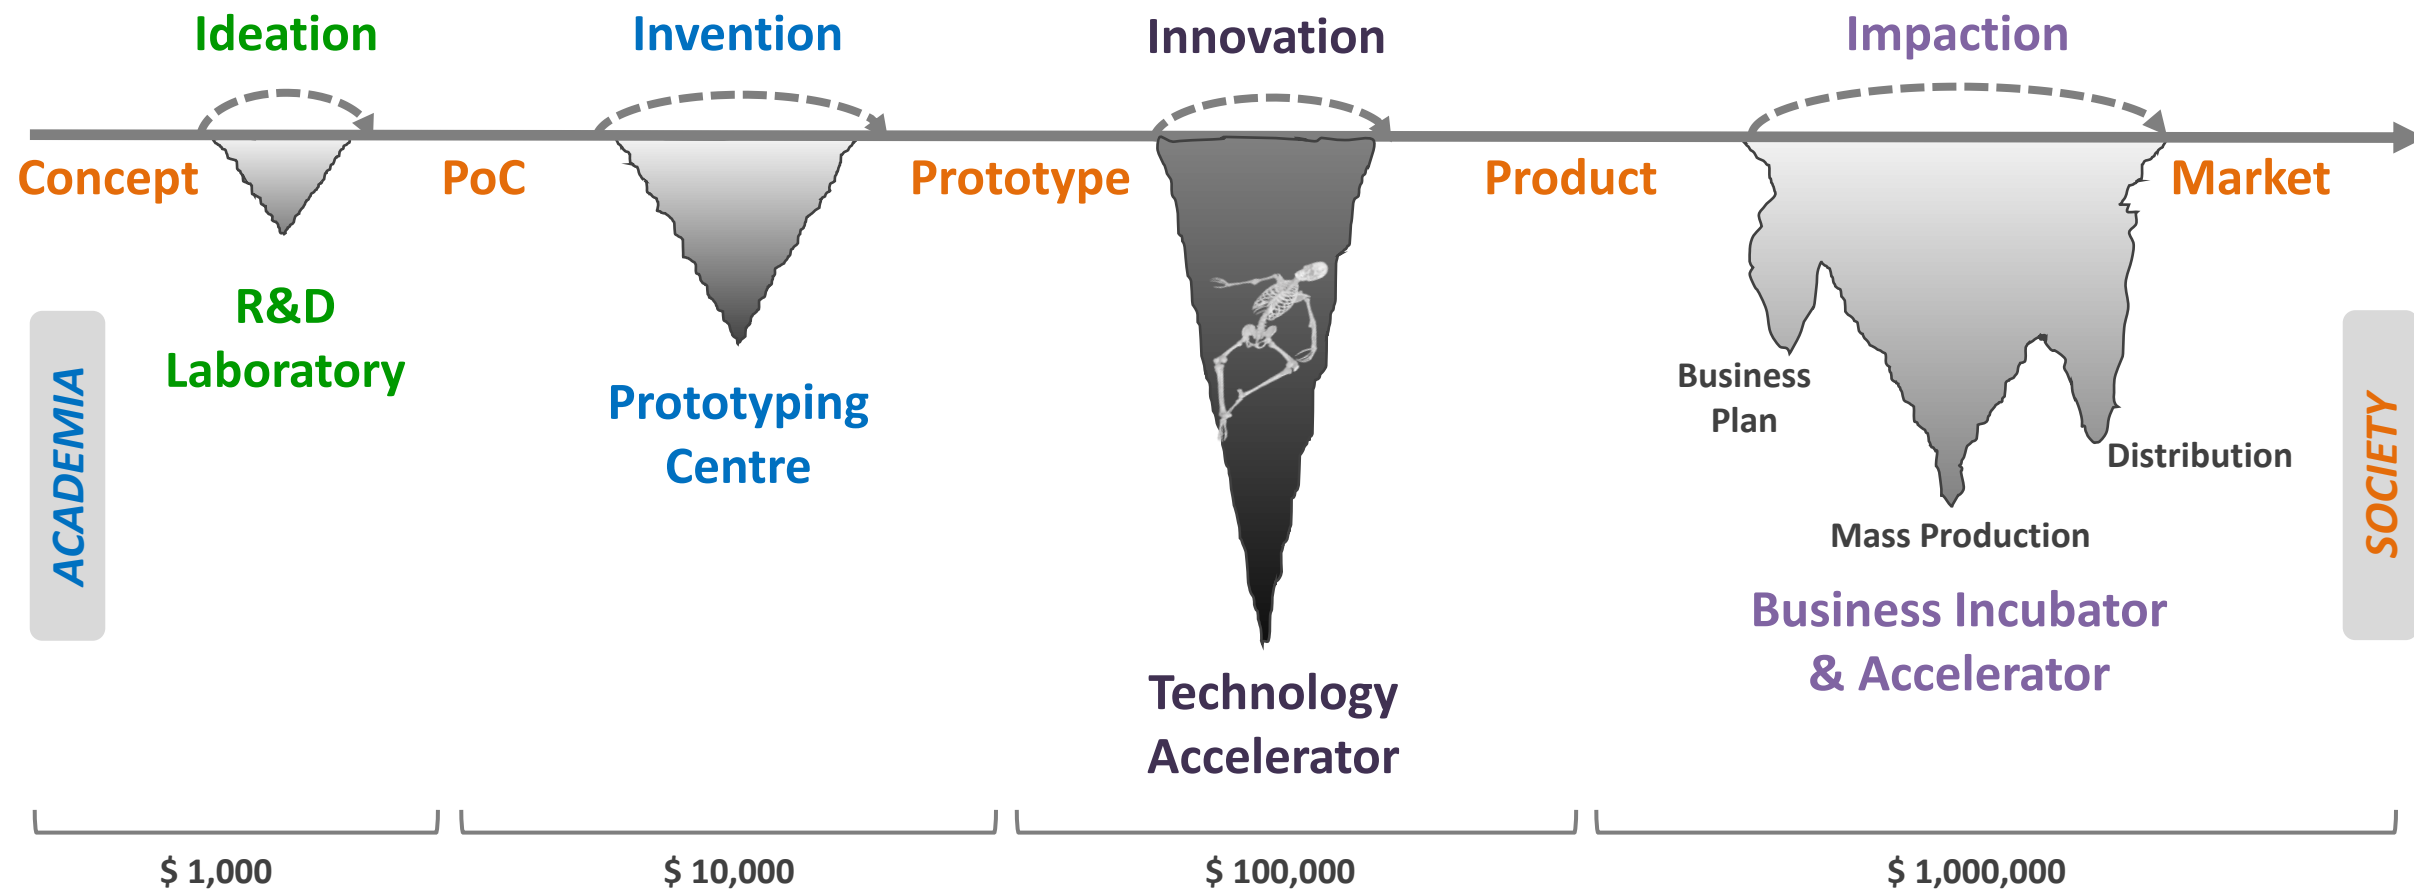 Ideation
Invention
Innovation
Impaction
Concept
PoC
Prototype
Product
Market
R&D
Laboratory
Prototyping
Centre
Technology
Accelerator
Business
Plan
Mass Production
Distribution
Business Incubator
& Accelerator
ACADEMIA
SOCIETY
$ 1,000
$ 10,000
$ 100,000
$ 1,000,000